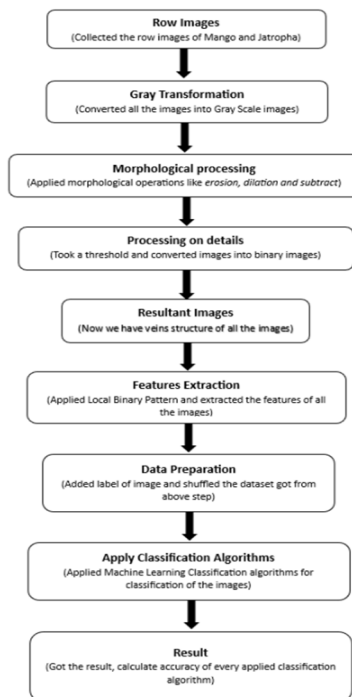 Row Images
(Collected the row images of Mango and Jatropha)
Gray Transformation
(Converted all the images into Gray Scale images)
Morphological processing
(Applied morphological operations like erosion, dilation and subtract)
Processing on details
(Took a threshold and converted images into binary images)
Resultant Images
(Now we have veins structure of all the images)
Features Extraction
(Applied Local Binary Pattern and extracted the features of all
the images)
Data Preparation
(Added label of image and shuffled the dataset got from
above step)
Apply Classification Algorithms
(Applied Machine Learning Classification algorithms for
classification of the images)
Result
(Got the result, calculate accuracy of every applied classification
algorithm)